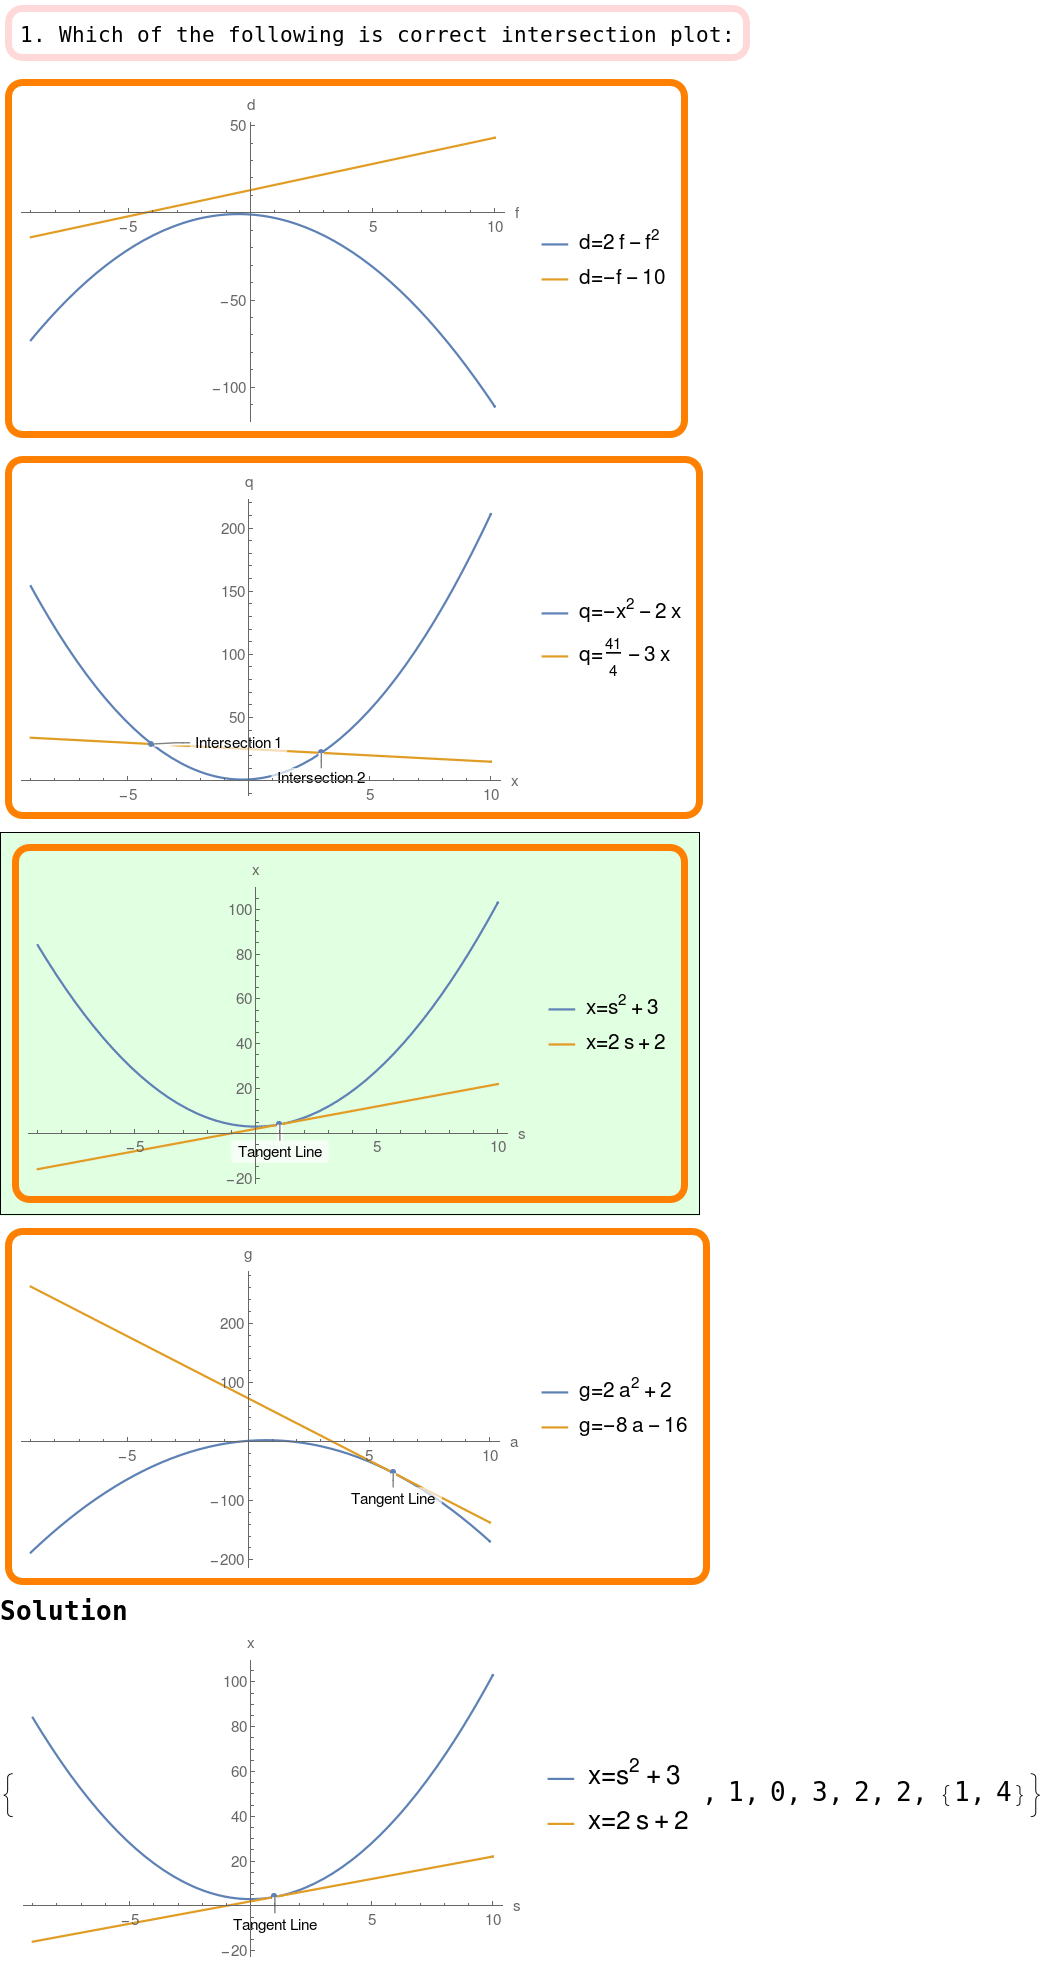 1. Which of the following is correct intersection plot:
d
50
−5 5 10 f
−50
−100
d=2 f − f²
d=−f − 10
q
200
150
100
50
Intersection 1
Intersection 2
−5 5 10 x
q=−x² − 2 x
q=41/4 − 3 x
x
100
80
60
40
20
−5 5 10 s
Tangent Line
−20
x=s² + 3
x=2 s + 2
g
200
100
−5 5 10 a
−100
Tangent Line
−200
g=2 a² + 2
g=−8 a − 16
Solution
x
100
80
60
40
20
−5 5 10 s
Tangent Line
−20
x=s² + 3
x=2 s + 2
{ , 1, 0, 3, 2, 2, {1, 4}}